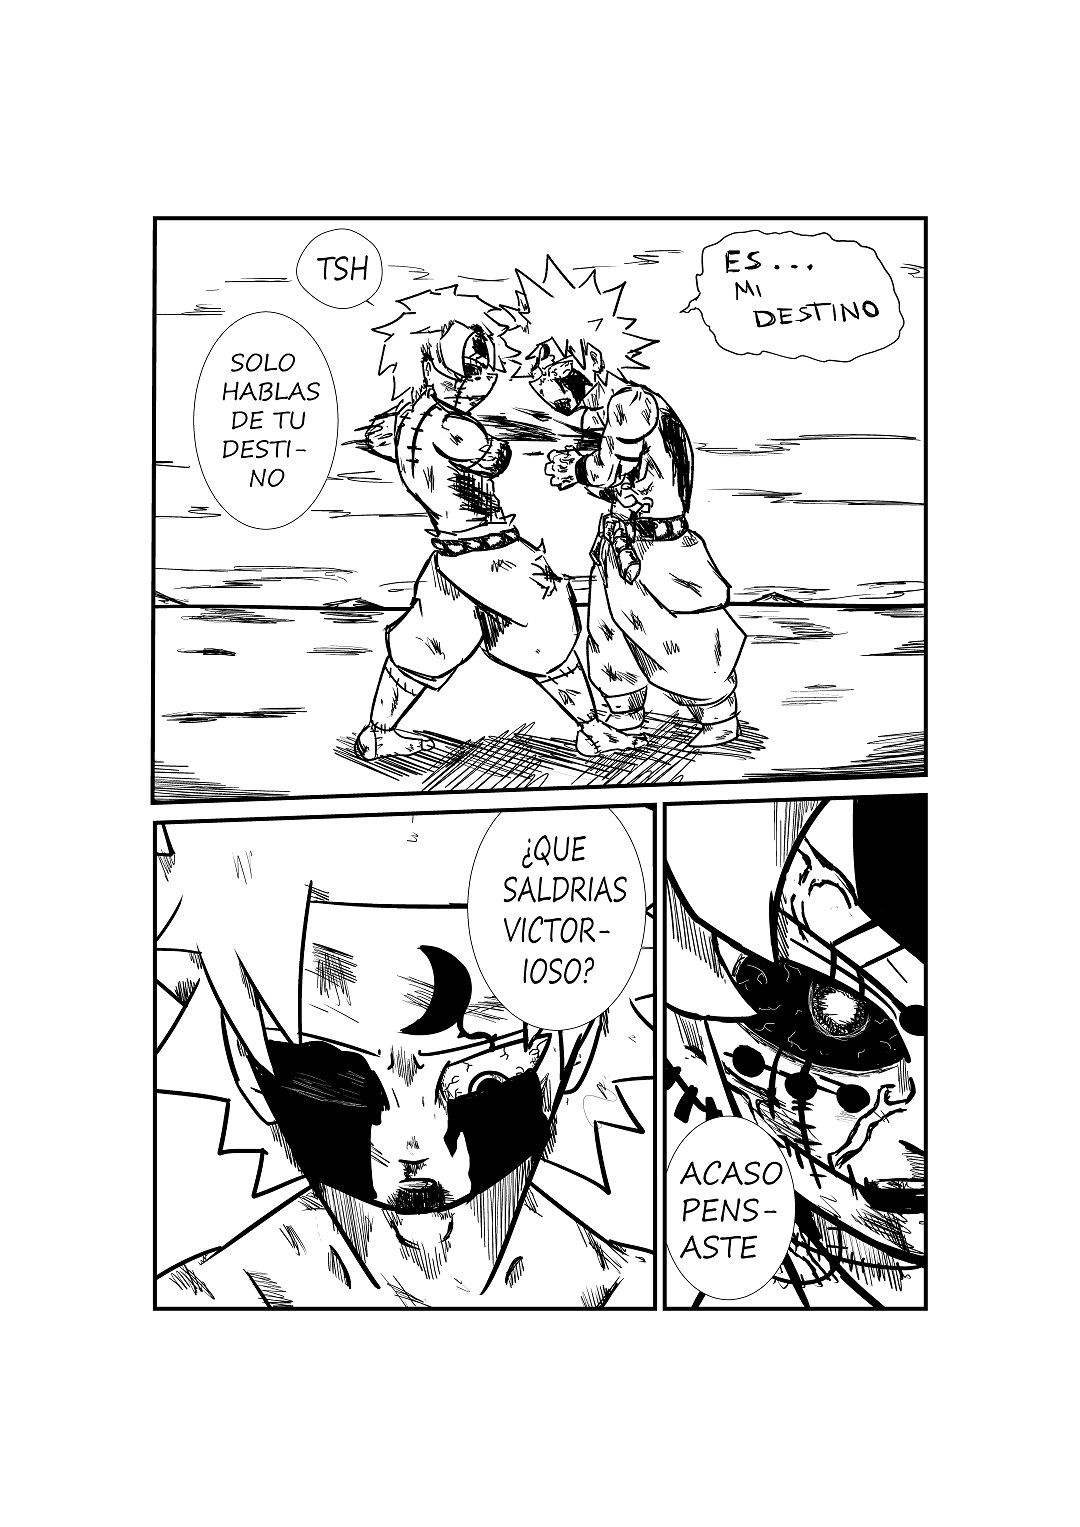 ES...
MI
DESTINO
TSH
SOLO
HABLAS
DE TU
DESTI-
NO
ACASO
PENS-
ASTE
¿QUE
SALDRIAS
VICTOR-
IOSO?